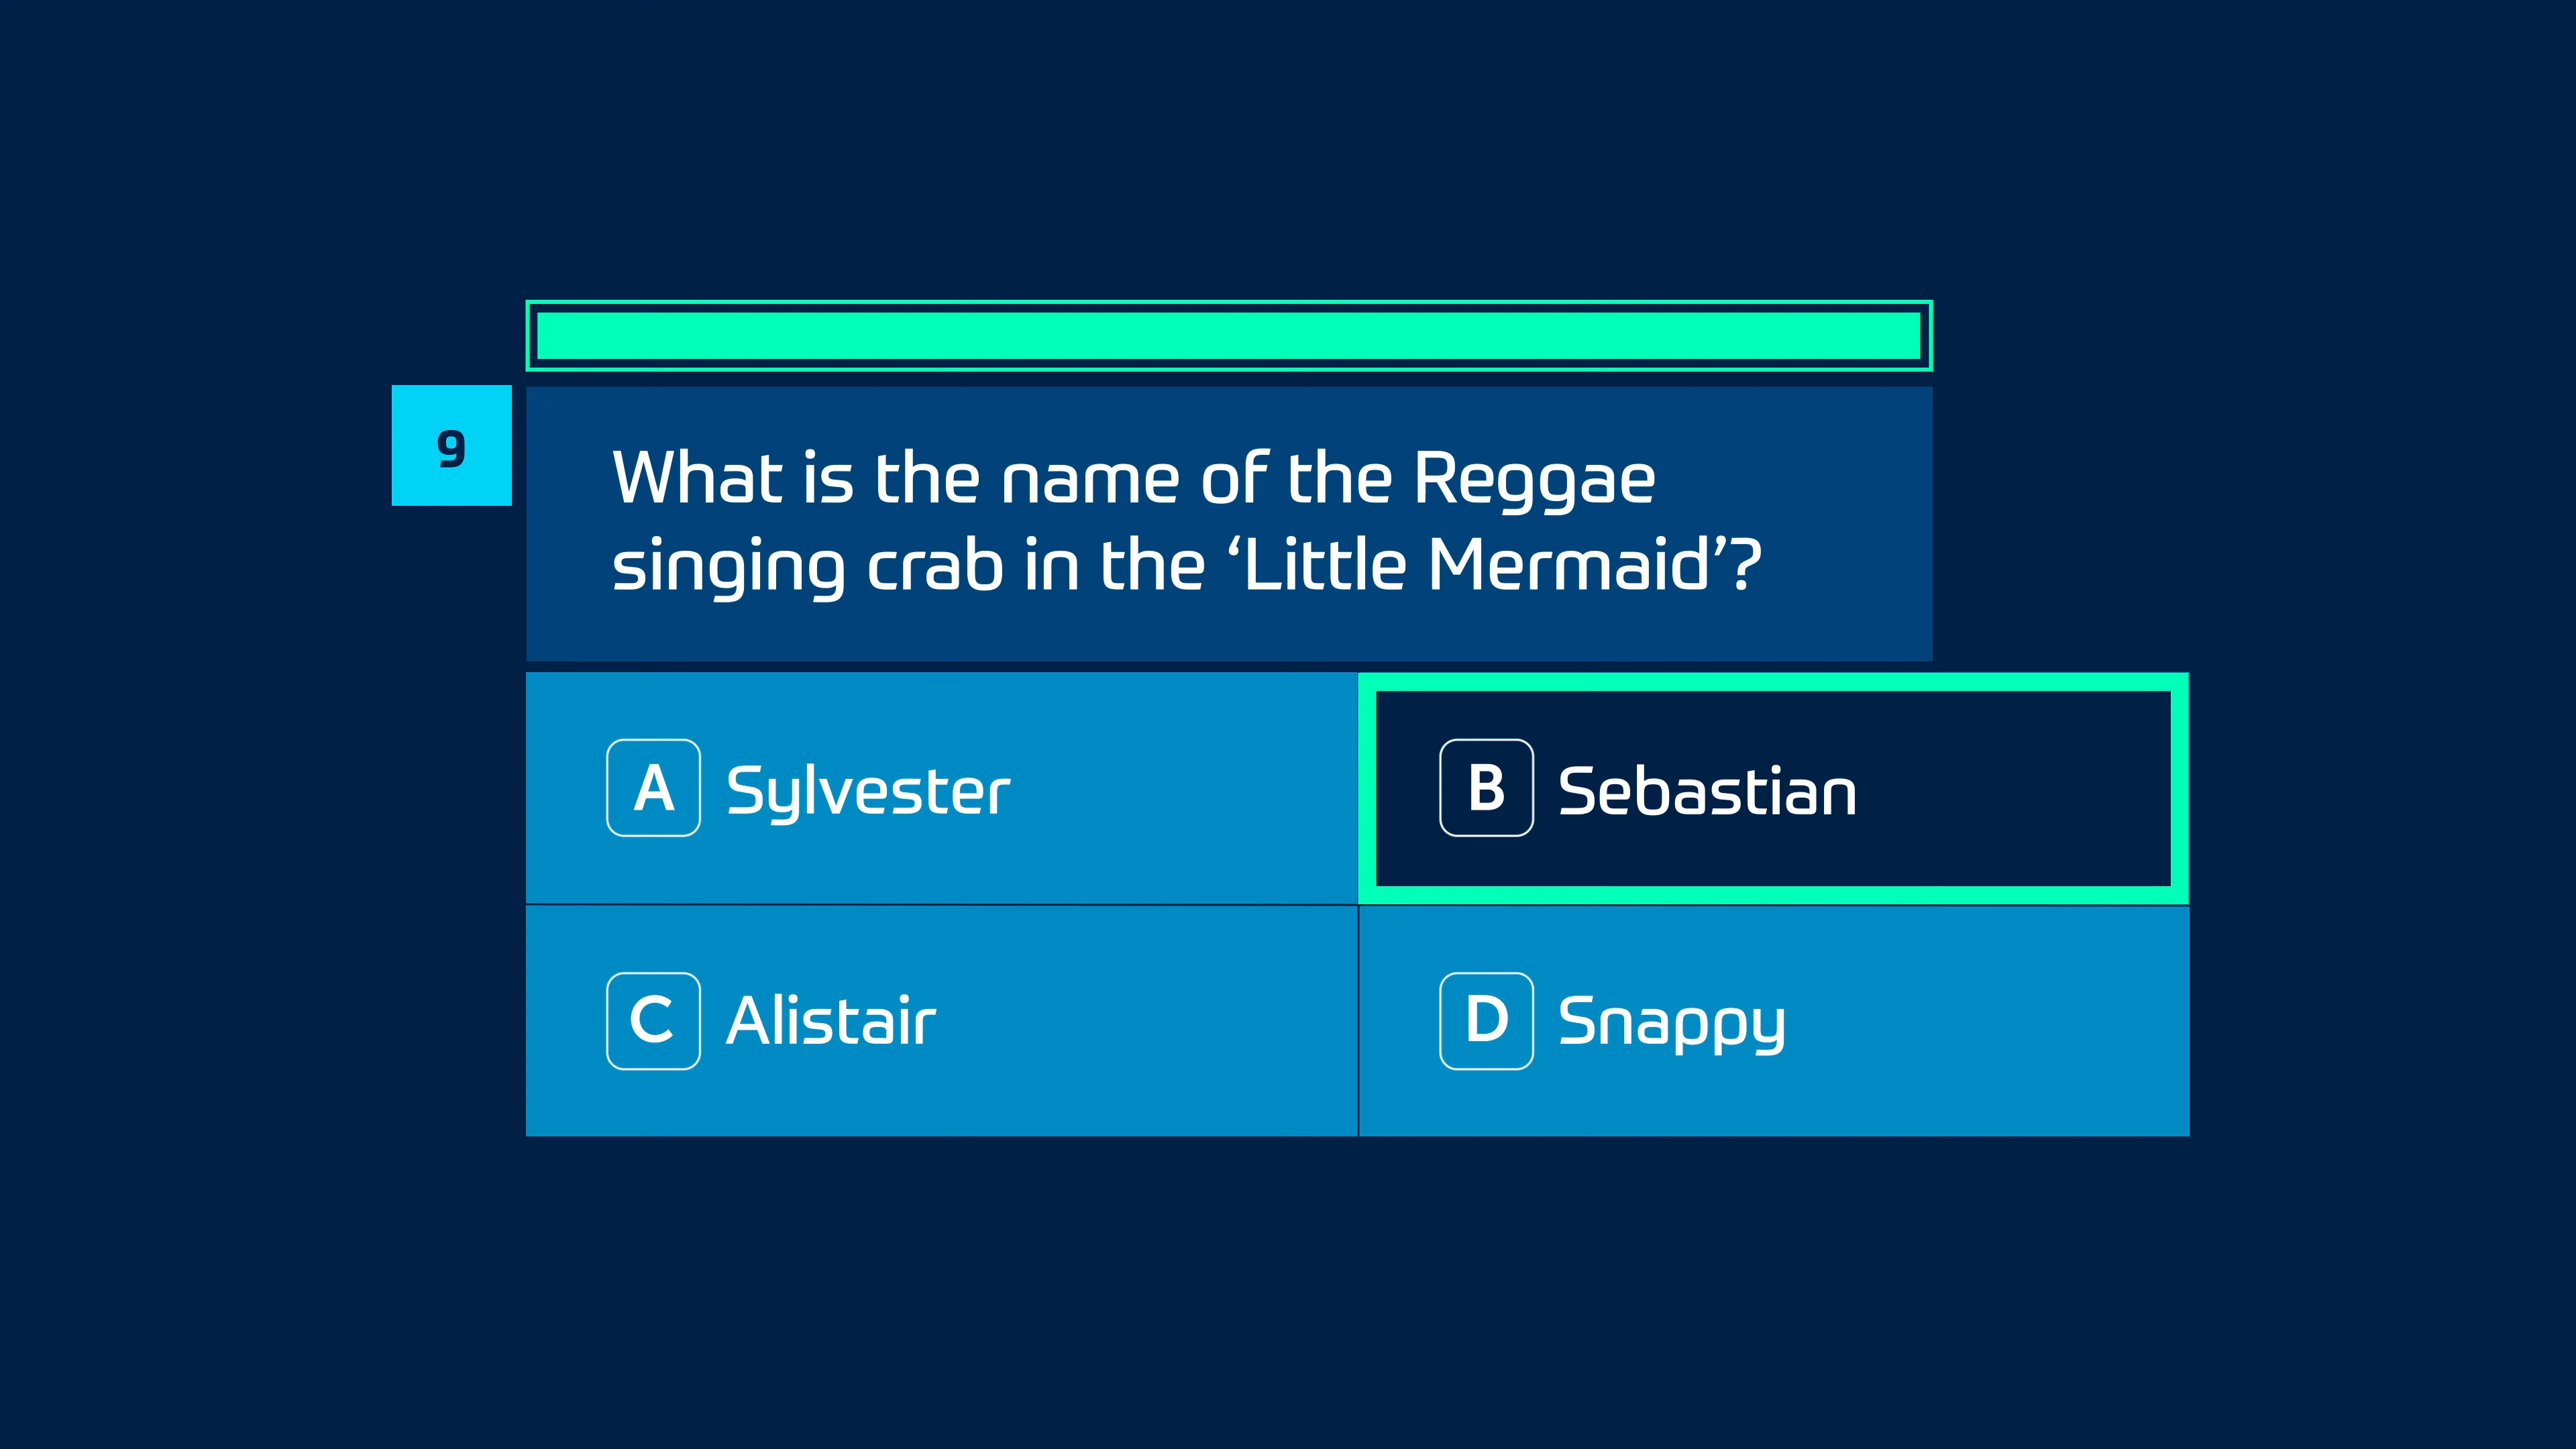 9
What is the name of the Reggae
singing crab in the ‘Little Mermaid’?
A Sylvester
B Sebastian
C Alistair
D Snappy